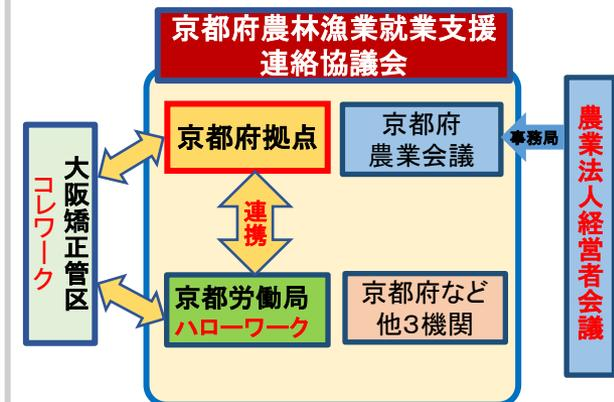 京都府農林漁業就業支援
連絡協議会
京都府拠点
京都府
農業会議
事務局
農業法人経営者会議
大阪矯正管区
コレワーク
連携
京都労働局
ハローワーク
京都府など
他3機関